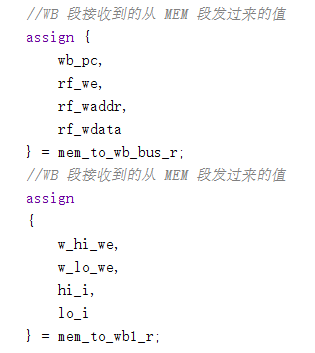 //WB 段接收到的从 MEM 段发过来的值
assign {
wb_pc,
rf_we,
rf_waddr,
rf_wdata
} = mem_to_wb_bus_r;
//WB 段接收到的从 MEM 段发过来的值
assign
{
w_hi_we,
w_lo_we,
hi_i,
lo_i
} = mem_to_wb1_r;